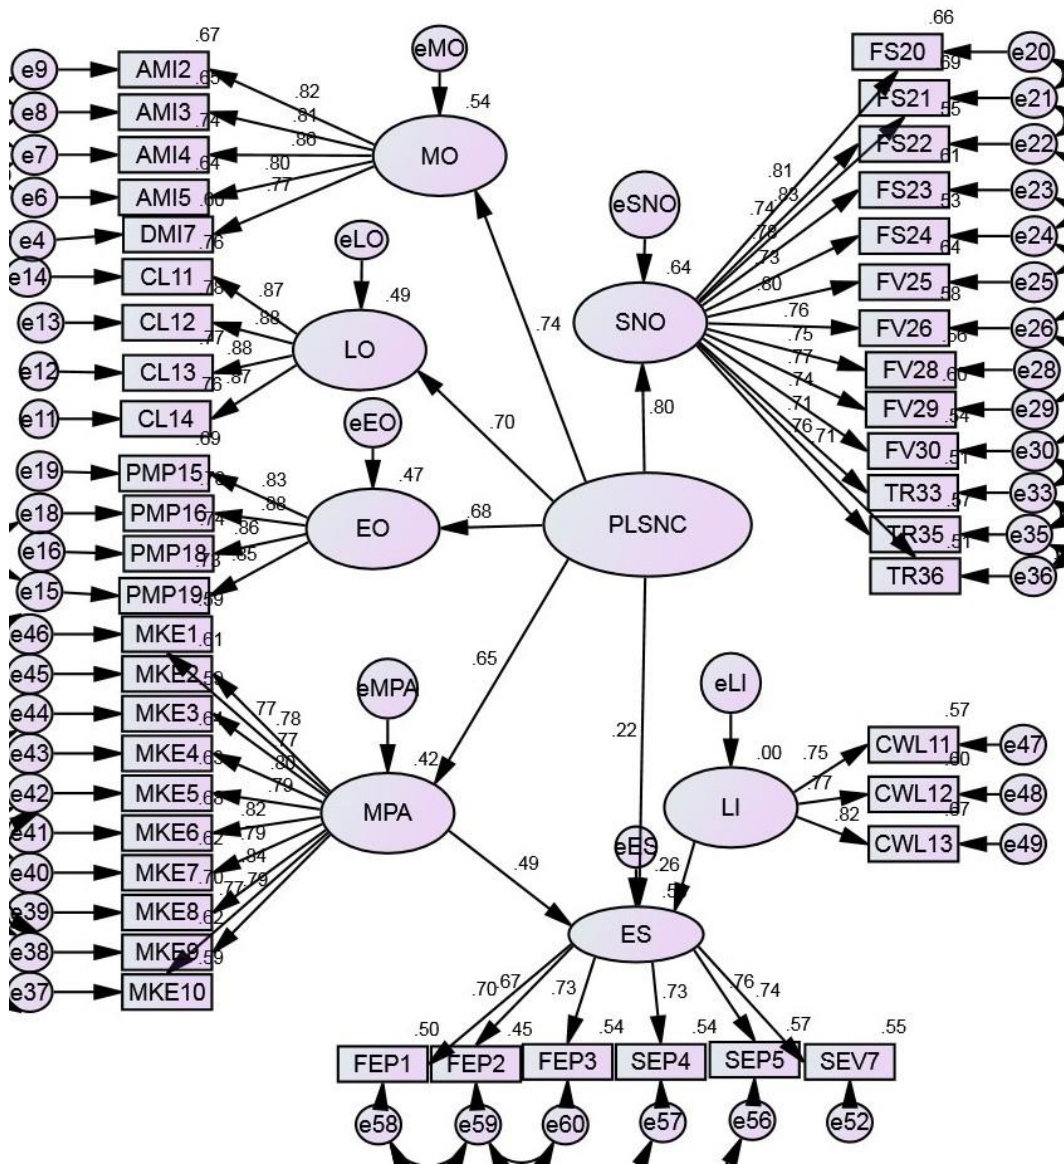 .67
e9 AMI2
.65
e8 AMI3
.74
e7 AMI4
.64
e6 AMI5
.60
e4 DMI7
.76
e14 CL11
.78
e13 CL12
.77
e12 CL13
.76
e11 CL14
.69
e19 PMP15
e18 PMP16
.74
e16 PMP18
.73
e15 PMP19
.59
e46 MKE1
.61
e45 MKE2
.59
e44 MKE3
.64
e43 MKE4
.63
e42 MKE5
.68
e41 MKE6
.62
e40 MKE7
.70
e39 MKE8
.62
e38 MKE9
.59
e37 MKE10
eMO
.54
MO
.82
.81
.86
.80
.77
eLO
.49
LO
.87
.88
.88
.87
eEO
.47
EO
.83
.88
.86
.85
eMPA
.42
MPA
.77 .78
.77
.80
.79
.82
.79
.84
.77 .79
.74
.70
.68
.65
.80
.22
PLSNC
eSNO
.64
SNO
.81
.83
.74
.78
.73
.80
.76
.75
.77
.74
.71
.76 .71
.66
FS20 e20
.69
FS21 e21
.55
FS22 e22
.61
FS23 e23
.53
FS24 e24
.64
FV25 e25
.58
FV26 e26
.56
FV28 e28
.60
FV29 e29
.54
FV30 e30
.51
TR33 e33
.57
TR35 e35
.51
TR36 e36
eLI
.00
LI
.75
.77
.82
.57
CWL11 e47
.60
CWL12 e48
.67
CWL13 e49
.49
eES
.26
ES
.70 .67 .73 .73 .76 .74
.50 .45 .54 .54 .57 .55
FEP1 FEP2 FEP3 SEP4 SEP5 SEV7
e58 e59 e60 e57 e56 e52